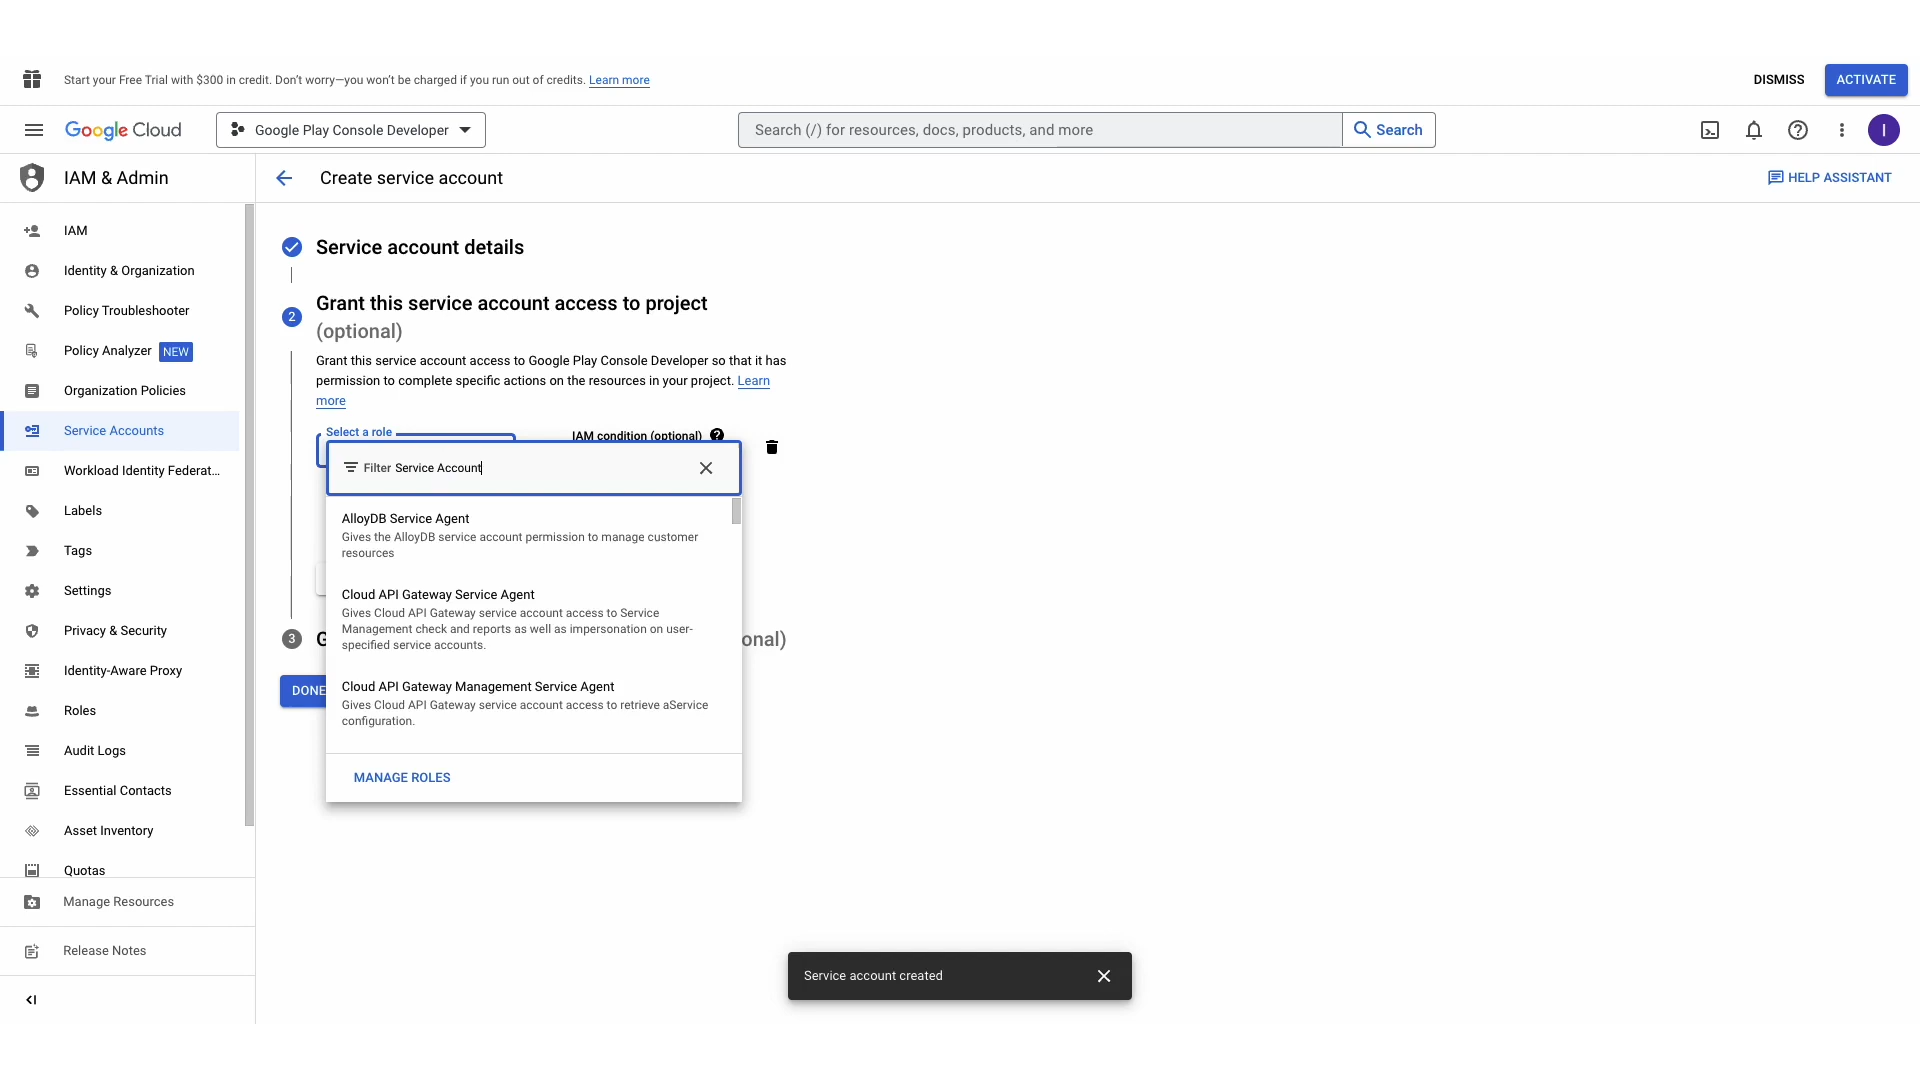 Start your Free Trial with $300 in credit. Don't worry—you won't be charged if you run out of credits. Learn more
DISMISS
ACTIVATE
Google Cloud
Google Play Console Developer
Search (/) for resources, docs, products, and more
Search
I
IAM & Admin
Create service account
HELP ASSISTANT
IAM
Identity & Organization
Policy Troubleshooter
Policy Analyzer NEW
Organization Policies
Service Accounts
Workload Identity Federat...
Labels
Tags
Settings
Privacy & Security
Identity-Aware Proxy
Roles
Audit Logs
Essential Contacts
Asset Inventory
Quotas
Manage Resources
Release Notes
Service account details
2
Grant this service account access to project
(optional)
Grant this service account access to Google Play Console Developer so that it has
permission to complete specific actions on the resources in your project. Learn
more
Select a role
IAM condition (optional)
Filter Service Account
AlloyDB Service Agent
Gives the AlloyDB service account permission to manage customer
resources
Cloud API Gateway Service Agent
Gives Cloud API Gateway service account access to Service
Management check and reports as well as impersonation on user-
specified service accounts.
Cloud API Gateway Management Service Agent
Gives Cloud API Gateway service account access to retrieve aService
configuration.
MANAGE ROLES
3
G
onal)
DONE
Service account created